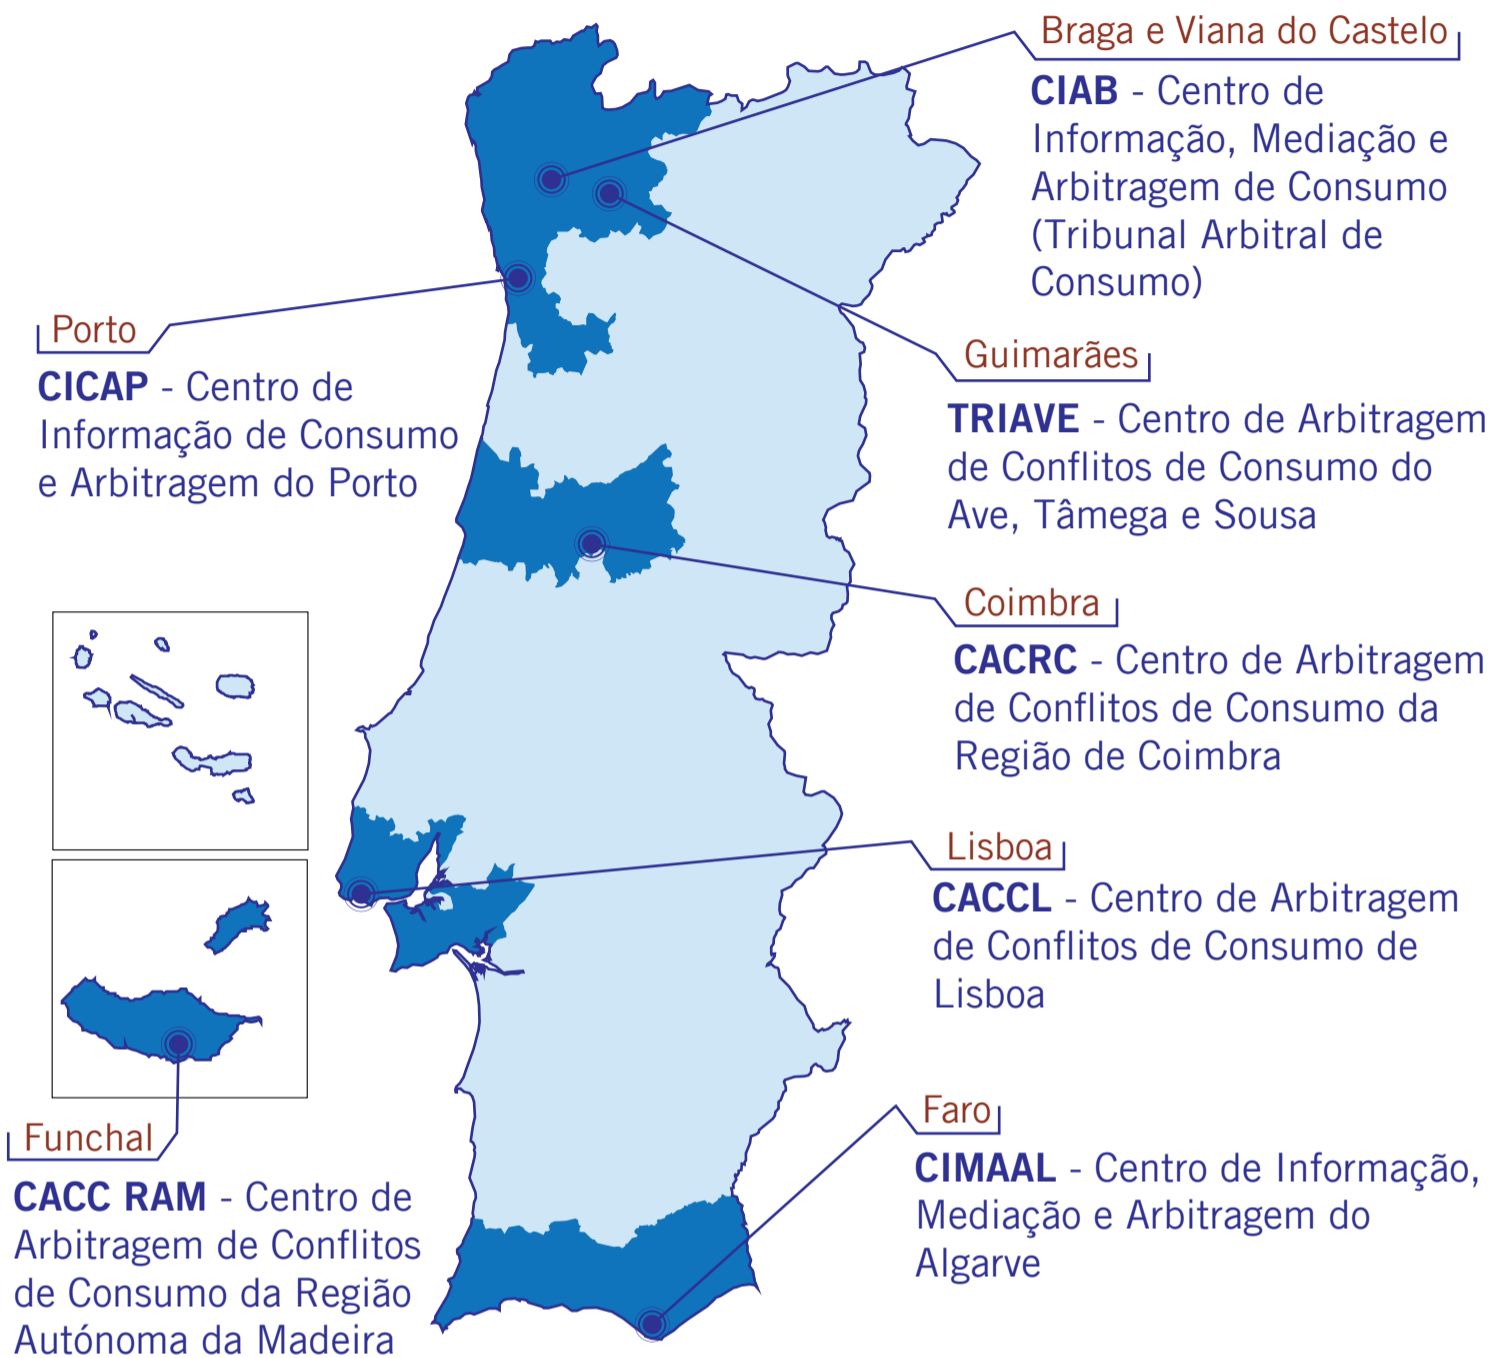 Braga e Viana do Castelo
CIAB - Centro de
Informação, Mediação e
Arbitragem de Consumo
(Tribunal Arbitral de
Consumo)
Porto
CICAP - Centro de
Informação de Consumo
e Arbitragem do Porto
Guimarães
TRIAVE - Centro de Arbitragem
de Conflitos de Consumo do
Ave, Tâmega e Sousa
Coimbra
CACRC - Centro de Arbitragem
de Conflitos de Consumo da
Região de Coimbra
Lisboa
CACCL - Centro de Arbitragem
de Conflitos de Consumo de
Lisboa
Funchal
CACC RAM - Centro de
Arbitragem de Conflitos
de Consumo da Região
Autónoma da Madeira
Faro
CIMAAL - Centro de Informação,
Mediação e Arbitragem do
Algarve